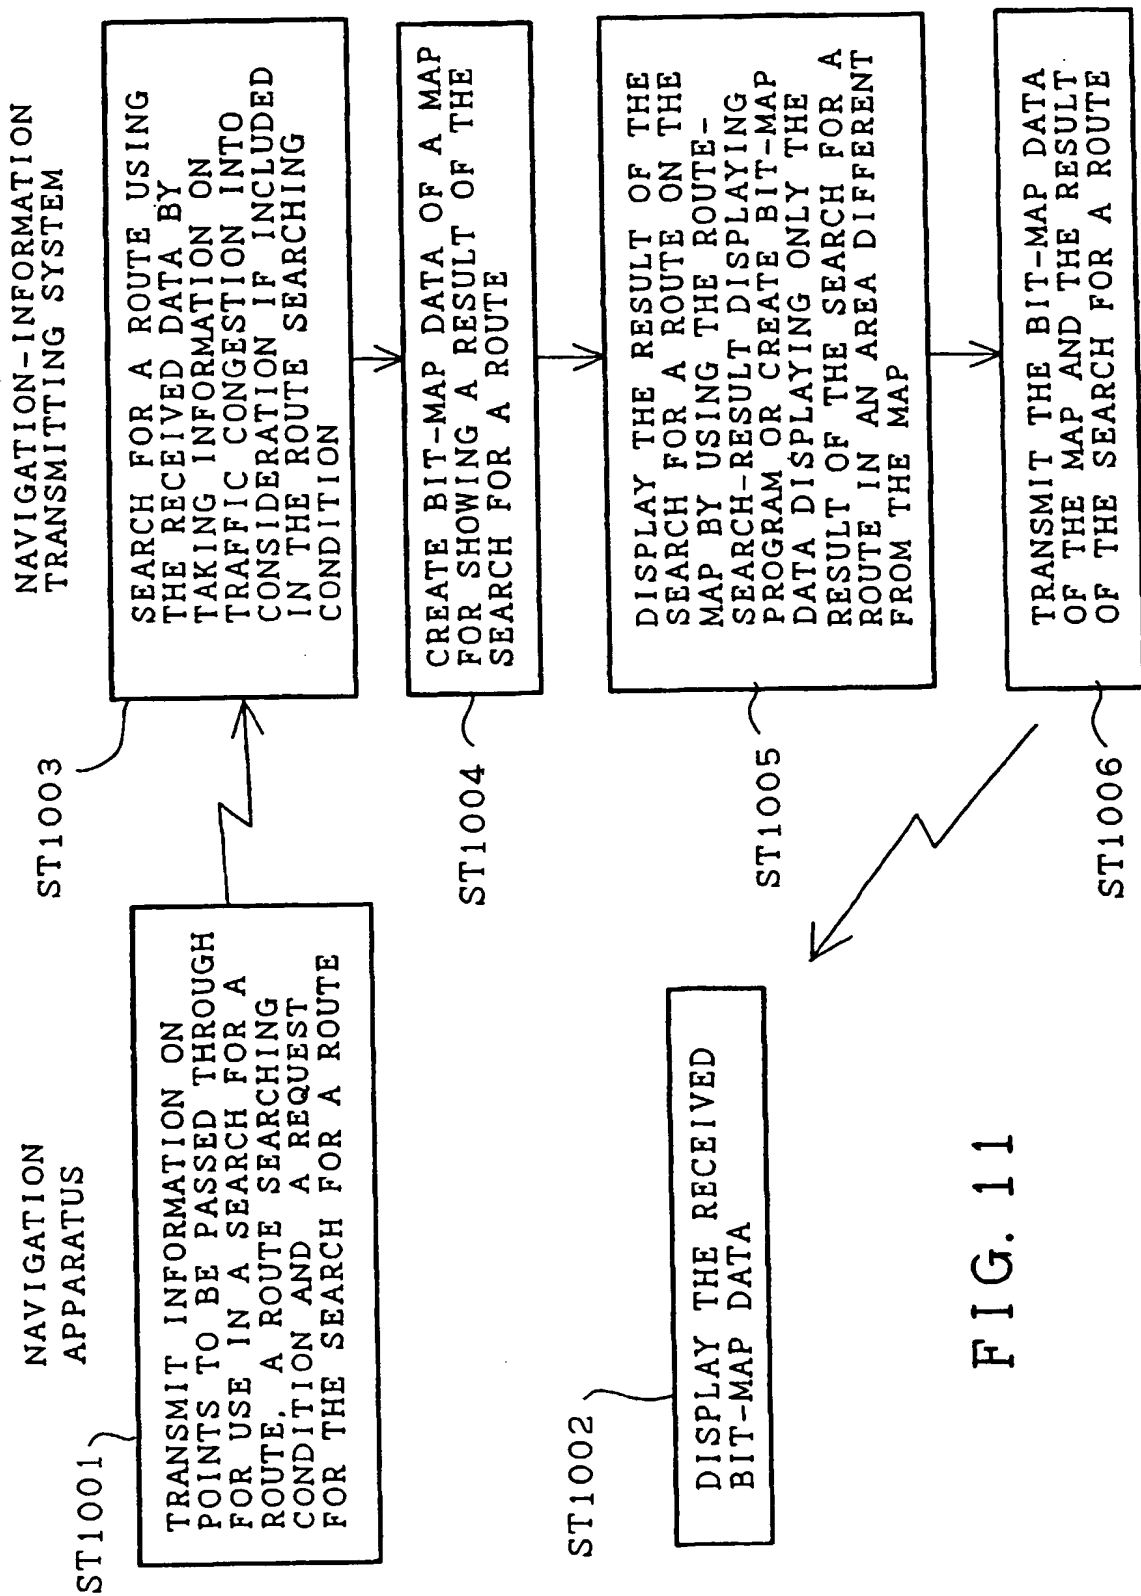 NAVIGATION
APPARATUS
ST1001
TRANSMIT INFORMATION ON
POINTS TO BE PASSED THROUGH
FOR USE IN A SEARCH FOR A
ROUTE, A ROUTE SEARCHING
CONDITION AND A REQUEST
FOR THE SEARCH FOR A ROUTE
ST1002
DISPLAY THE RECEIVED
BIT-MAP DATA
NAVIGATION-INFORMATION
TRANSMITTING SYSTEM
ST1003
SEARCH FOR A ROUTE USING
THE RECEIVED DATA BY
TAKING INFORMATION ON
TRAFFIC CONGESTION INTO
CONSIDERATION IF INCLUDED
IN THE ROUTE SEARCHING
CONDITION
ST1004
CREATE BIT-MAP DATA OF A MAP
FOR SHOWING A RESULT OF THE
SEARCH FOR A ROUTE
ST1005
DISPLAY THE RESULT OF THE
SEARCH FOR A ROUTE ON THE
MAP BY USING THE ROUTE-
SEARCH-RESULT DISPLAYING
PROGRAM OR CREATE BIT-MAP
DATA DISPLAYING ONLY THE
RESULT OF THE SEARCH FOR A
ROUTE IN AN AREA DIFFERENT
FROM THE MAP
ST1006
TRANSMIT THE BIT-MAP DATA
OF THE MAP AND THE RESULT
OF THE SEARCH FOR A ROUTE
FIG. 11